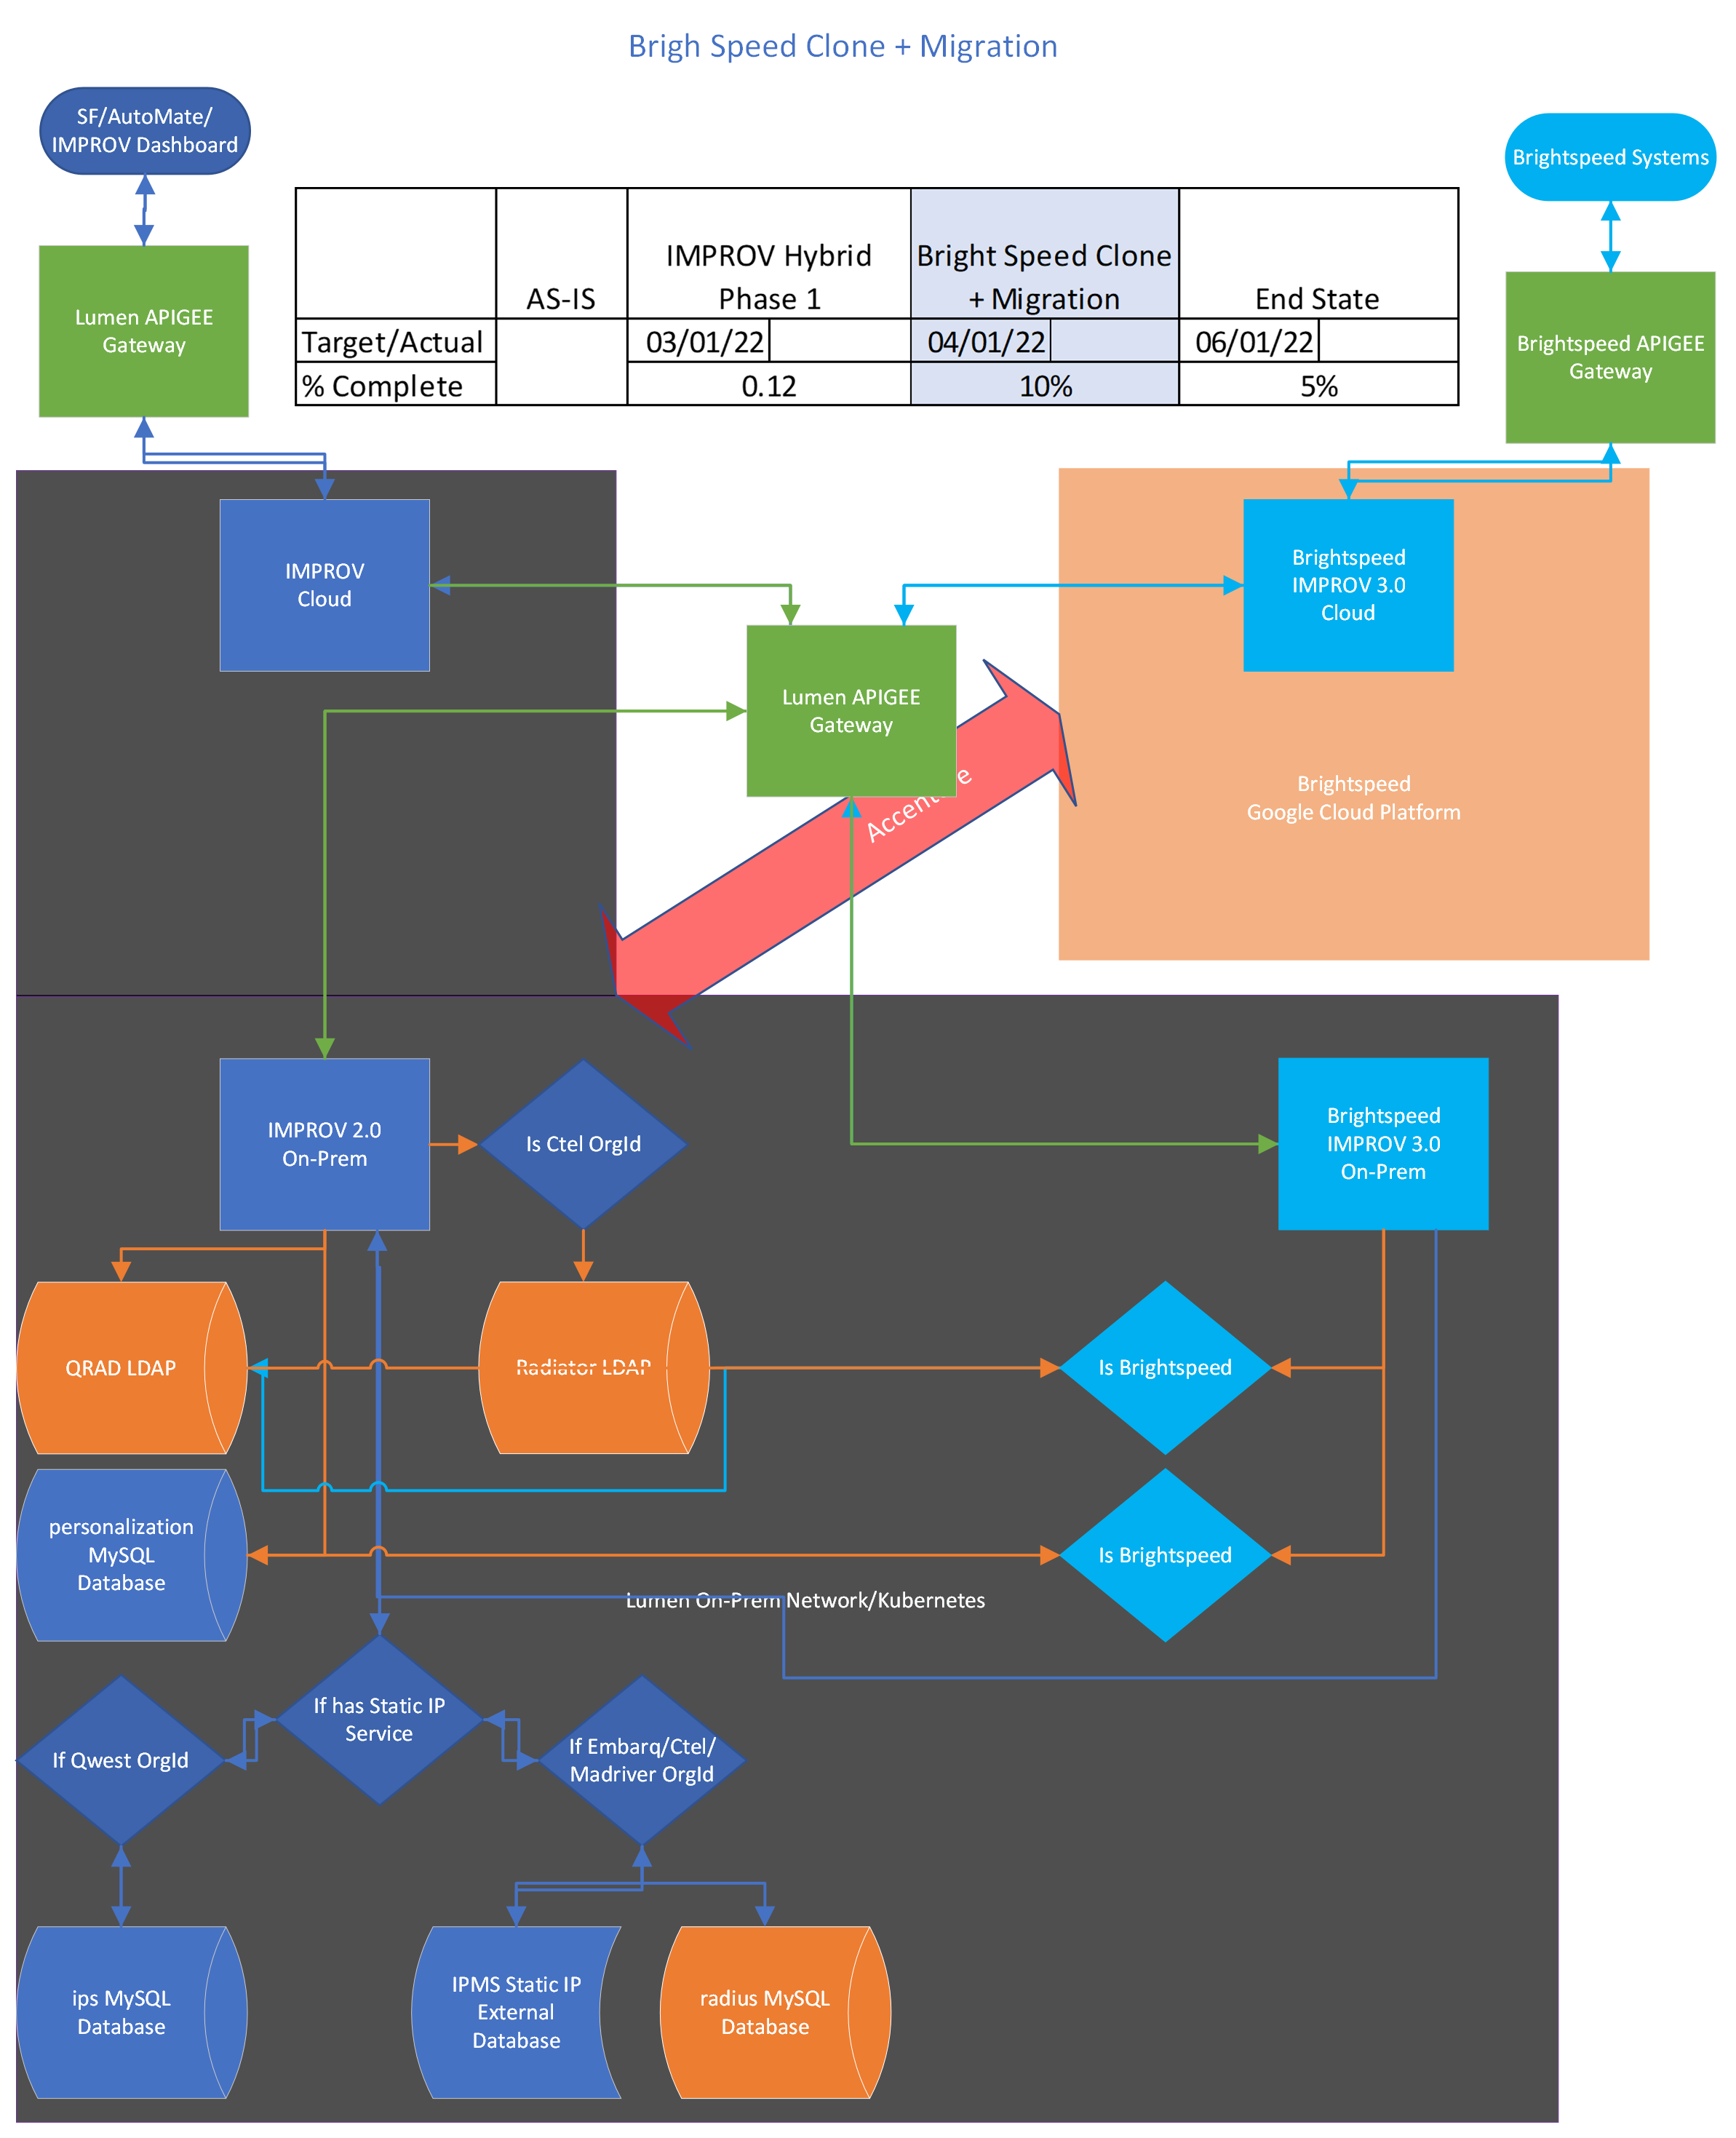 Brigh Speed Clone + Migration
SF/AutoMate/
IMPROV Dashboard
Brightspeed Systems
IMPROV Hybrid
Phase 1
Bright Speed Clone
+ Migration
AS-IS
End State
Target/Actual
03/01/22
04/01/22
06/01/22
% Complete
0.12
10%
5%
Lumen APIGEE
Gateway
Brightspeed APIGEE
Gateway
IMPROV
Cloud
Brightspeed
IMPROV 3.0
Cloud
Lumen APIGEE
Gateway
Brightspeed
Google Cloud Platform
IMPROV 2.0
On-Prem
Is Ctel OrgId
Brightspeed
IMPROV 3.0
On-Prem
QRAD LDAP
Radiator LDAP
Is Brightspeed
personalization
MySQL
Database
Is Brightspeed
Lumen On-Prem Network/Kubernetes
If has Static IP
Service
If Qwest OrgId
If Embarq/Ctel/
Madriver OrgId
ips MySQL
Database
IPMS Static IP
External
Database
radius MySQL
Database